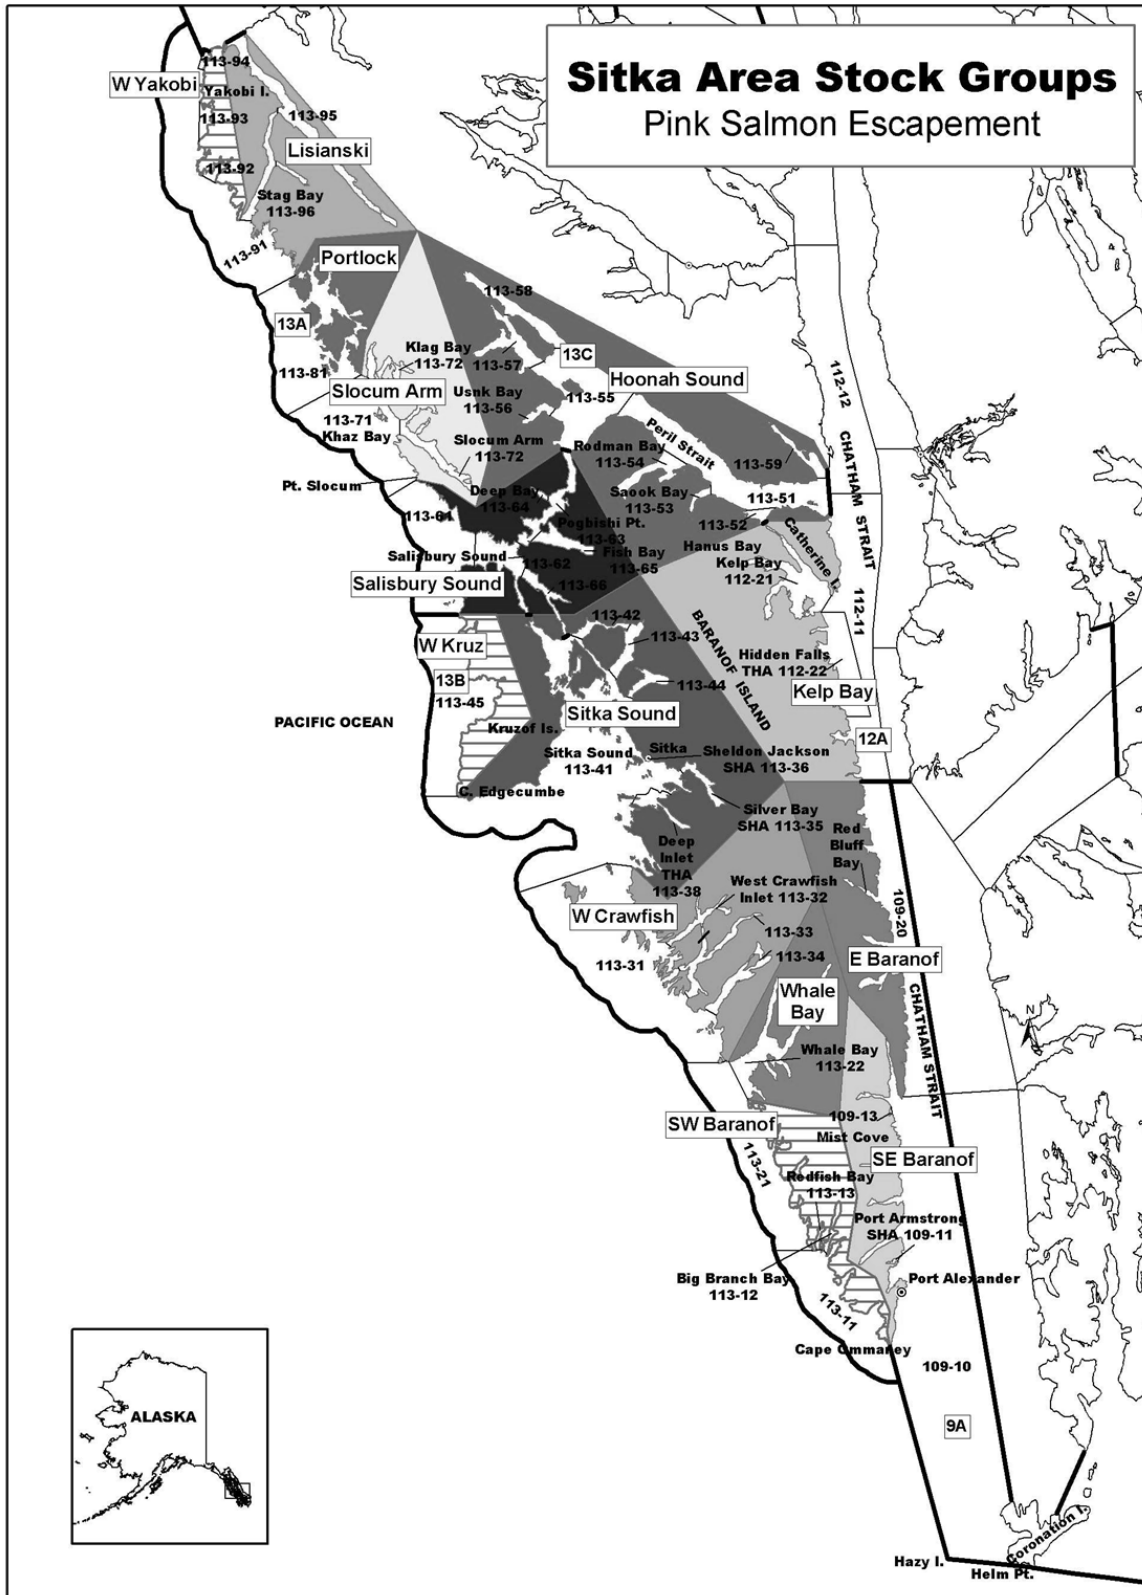 Sitka Area Stock Groups
Pink Salmon Escapement
113-94
W Yakobi
Yakobi I.
113-93
113-95
Lisianski
113-92
Stag Bay
113-96
113-91
Portlock
113-58
13A
Klag Bay
113-72
113-57
13C
113-81
Slocum Arm
Hoonah Sound
Usnk Bay
113-56
113-55
113-71
Khaz Bay
Slocum Arm
113-72
Rodman Bay
113-54
Peril Strait
113-59
112-12
CHATHAM STRAIT
Pt. Slocum
Deep Bay
113-64
Saook Bay
113-53
113-51
113-61
Pogbishi Pt.
113-63
113-52
Catherine I.
Salisbury Sound
113-62
Fish Bay
113-65
Hanus Bay
Kelp Bay
112-21
Salisbury Sound
113-66
112-11
113-42
W Kruz
113-43
BARANOF ISLAND
Hidden Falls
THA 112-22
13B
113-45
113-44
Kelp Bay
PACIFIC OCEAN
Sitka Sound
Kruzof Is.
12A
Sitka Sound
113-41
Sitka
Sheldon Jackson
SHA 113-36
C. Edgecumbe
Silver Bay
SHA 113-35
Red
Bluff
Bay
Deep
Inlet
THA
113-38
West Crawfish
Inlet 113-32
109-20
W Crawfish
113-33
113-34
113-31
E Baranof
Whale
Bay
CHATHAM STRAIT
N
Whale Bay
113-22
109-13
SW Baranof
Mist Cove
113-21
SE Baranof
Redfish Bay
113-13
Port Armstrong
SHA 109-11
Big Branch Bay
113-12
Port Alexander
113-11
Cape Ommaney
109-10
ALASKA
9A
Coronation I.
Hazy I.
Helm Pt.